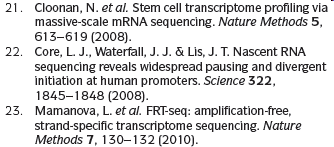 21. Cloonan, N. et al. Stem cell transcriptome profiling via
massive-scale mRNA sequencing. Nature Methods 5,
613–619 (2008).
22. Core, L. J., Waterfall, J. J. & Lis, J. T. Nascent RNA
sequencing reveals widespread pausing and divergent
initiation at human promoters. Science 322,
1845–1848 (2008).
23. Mamanova, L. et al. FRT-seq: amplification-free,
strand-specific transcriptome sequencing. Nature
Methods 7, 130–132 (2010).